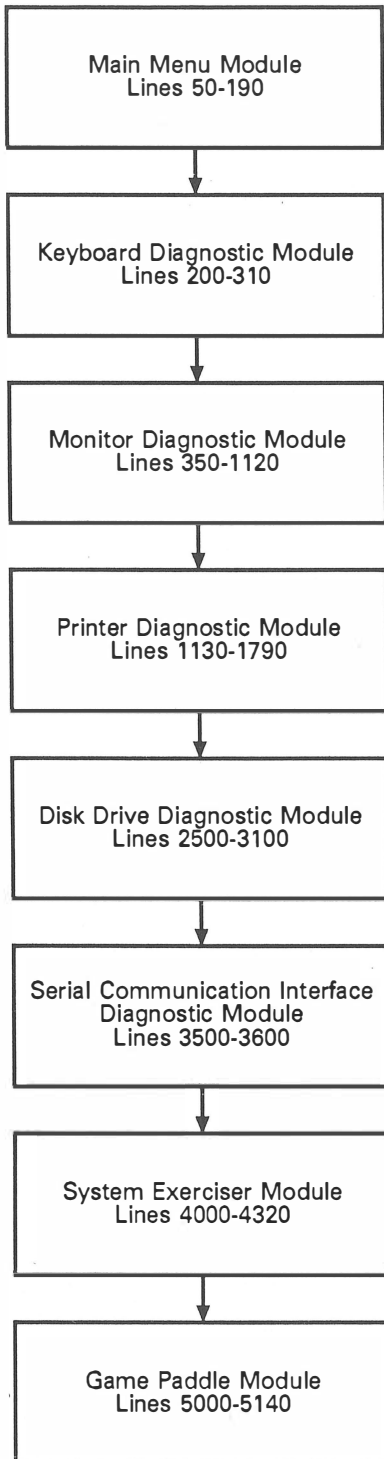 Main Menu Module
Lines 50-190
Keyboard Diagnostic Module
Lines 200-310
Monitor Diagnostic Module
Lines 350-1120
Printer Diagnostic Module
Lines 1130-1790
Disk Drive Diagnostic Module
Lines 2500-3100
Serial Communication Interface
Diagnostic Module
Lines 3500-3600
System Exerciser Module
Lines 4000-4320
Game Paddle Module
Lines 5000-5140